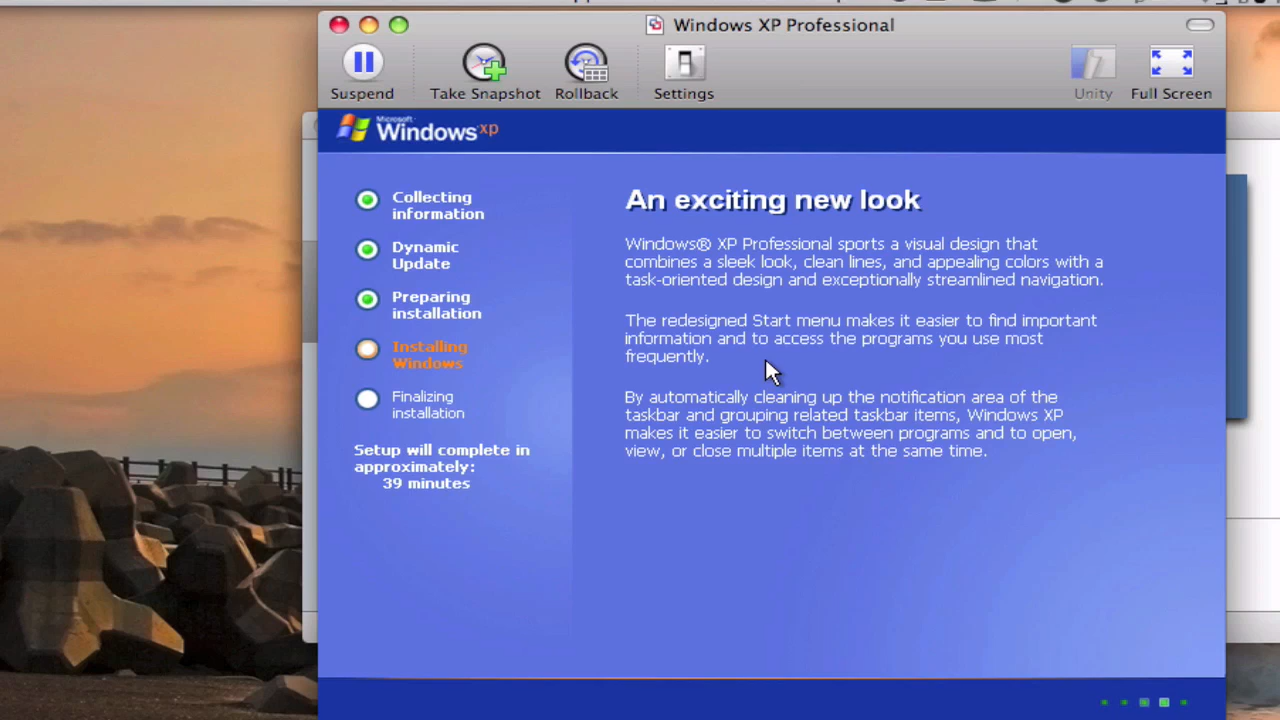 Windows XP Professional
Suspend
Take Snapshot
Rollback
Settings
Unity
Full Screen
Microsoft®
Windows xp
Collecting
information
Dynamic
Update
Preparing
installation
Installing
Windows
Finalizing
installation
Setup will complete in
approximately:
39 minutes
An exciting new look
Windows® XP Professional sports a visual design that
combines a sleek look, clean lines, and appealing colors with a
task-oriented design and exceptionally streamlined navigation.
The redesigned Start menu makes it easier to find important
information and to access the programs you use most
frequently.
By automatically cleaning up the notification area of the
taskbar and grouping related taskbar items, Windows XP
makes it easier to switch between programs and to open,
view, or close multiple items at the same time.